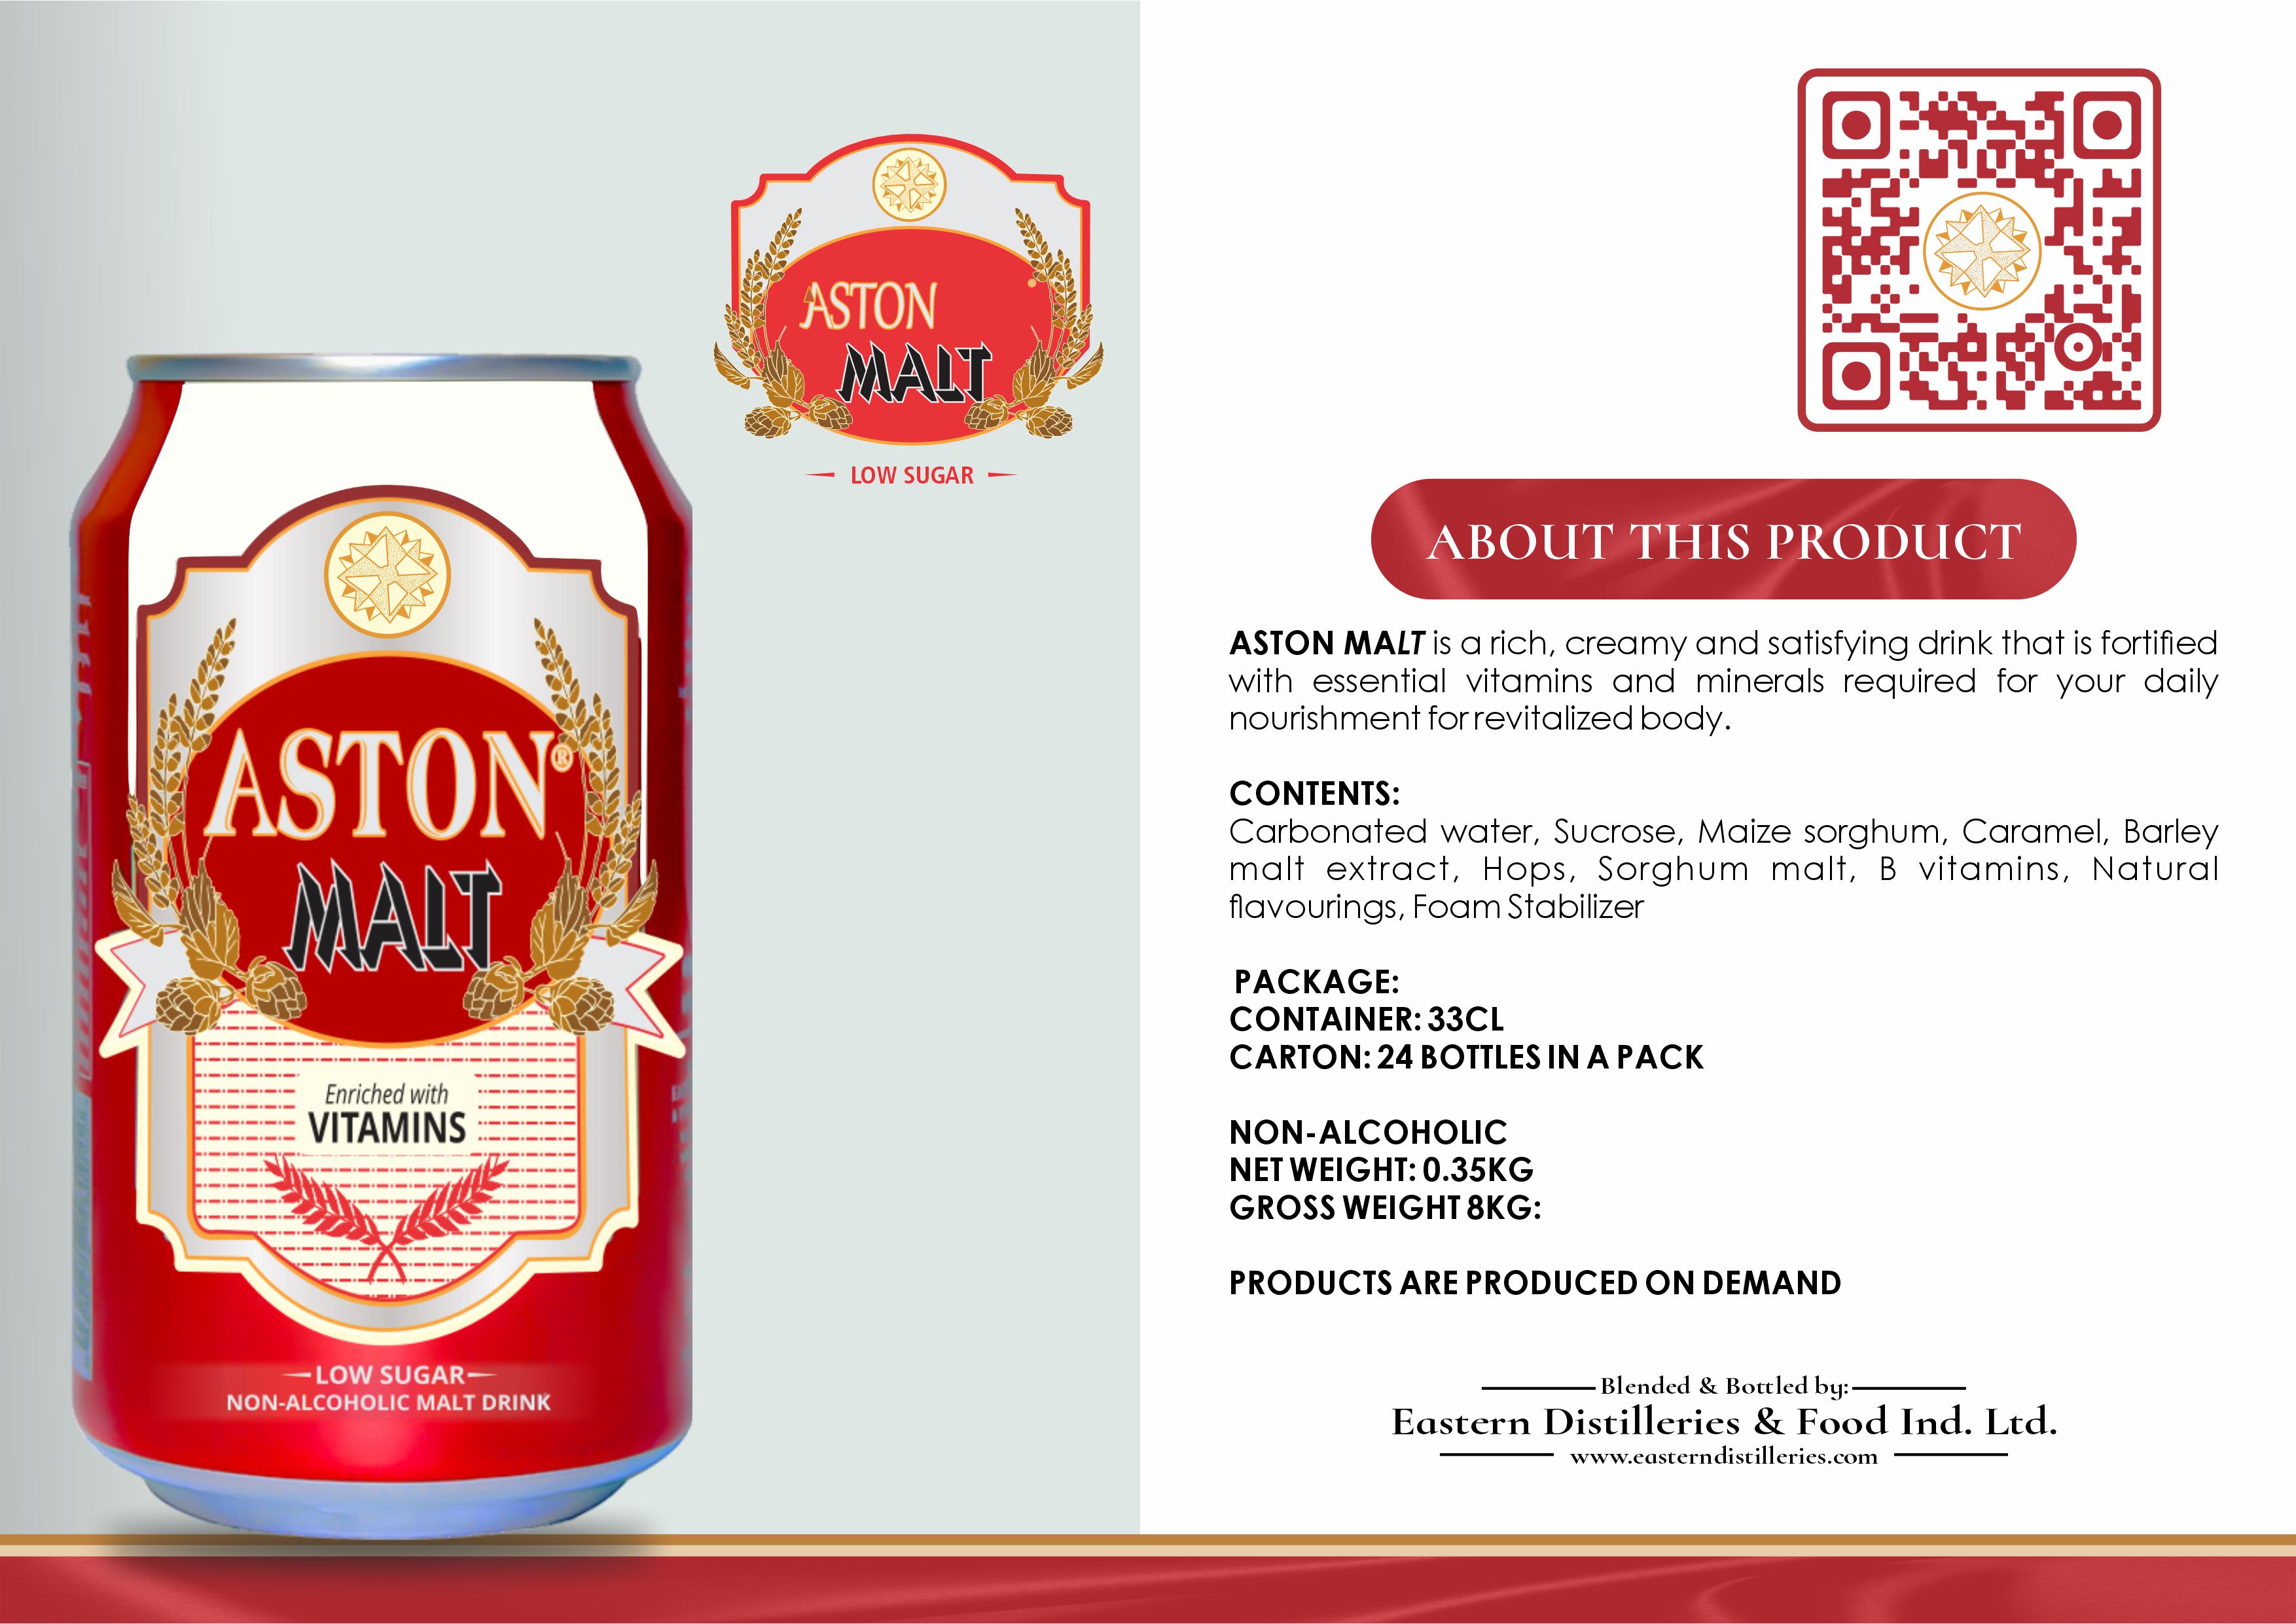 ASTON
MALT
LOW SUGAR
ASTON®
MALT
Enriched with
VITAMINS
LOW SUGAR
NON-ALCOHOLIC MALT DRINK
ABOUT THIS PRODUCT
ASTON MALT is a rich, creamy and satisfying drink that is fortified
with essential vitamins and minerals required for your daily
nourishment for revitalized body.
CONTENTS:
Carbonated water, Sucrose, Maize sorghum, Caramel, Barley
malt extract, Hops, Sorghum malt, B vitamins, Natural
flavourings, Foam Stabilizer
PACKAGE:
CONTAINER: 33CL
CARTON: 24 BOTTLES IN A PACK
NON-ALCOHOLIC
NET WEIGHT: 0.35KG
GROSS WEIGHT 8KG:
PRODUCTS ARE PRODUCED ON DEMAND
Blended & Bottled by:
Eastern Distilleries & Food Ind. Ltd.
www.easterndistilleries.com